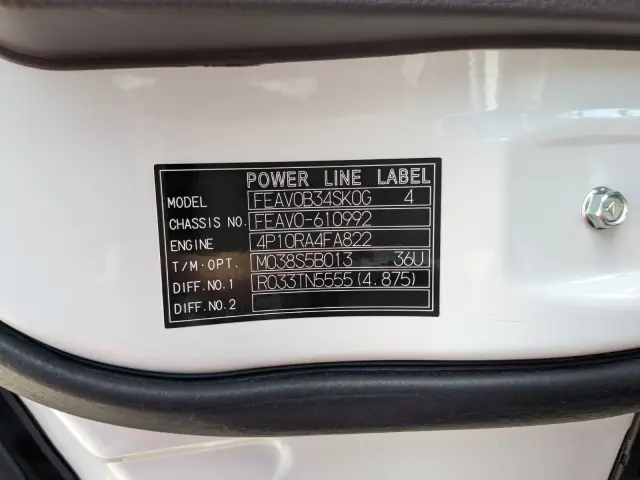 POWER LINE LABEL
MODEL FEAV0B34SK0G 4
CHASSIS NO. FEAV0-610992
ENGINE 4P10RA4FA822
T/M·OPT. M038S5B013 36U
DIFF.NO.1 R033TN5555(4.875)
DIFF.NO.2